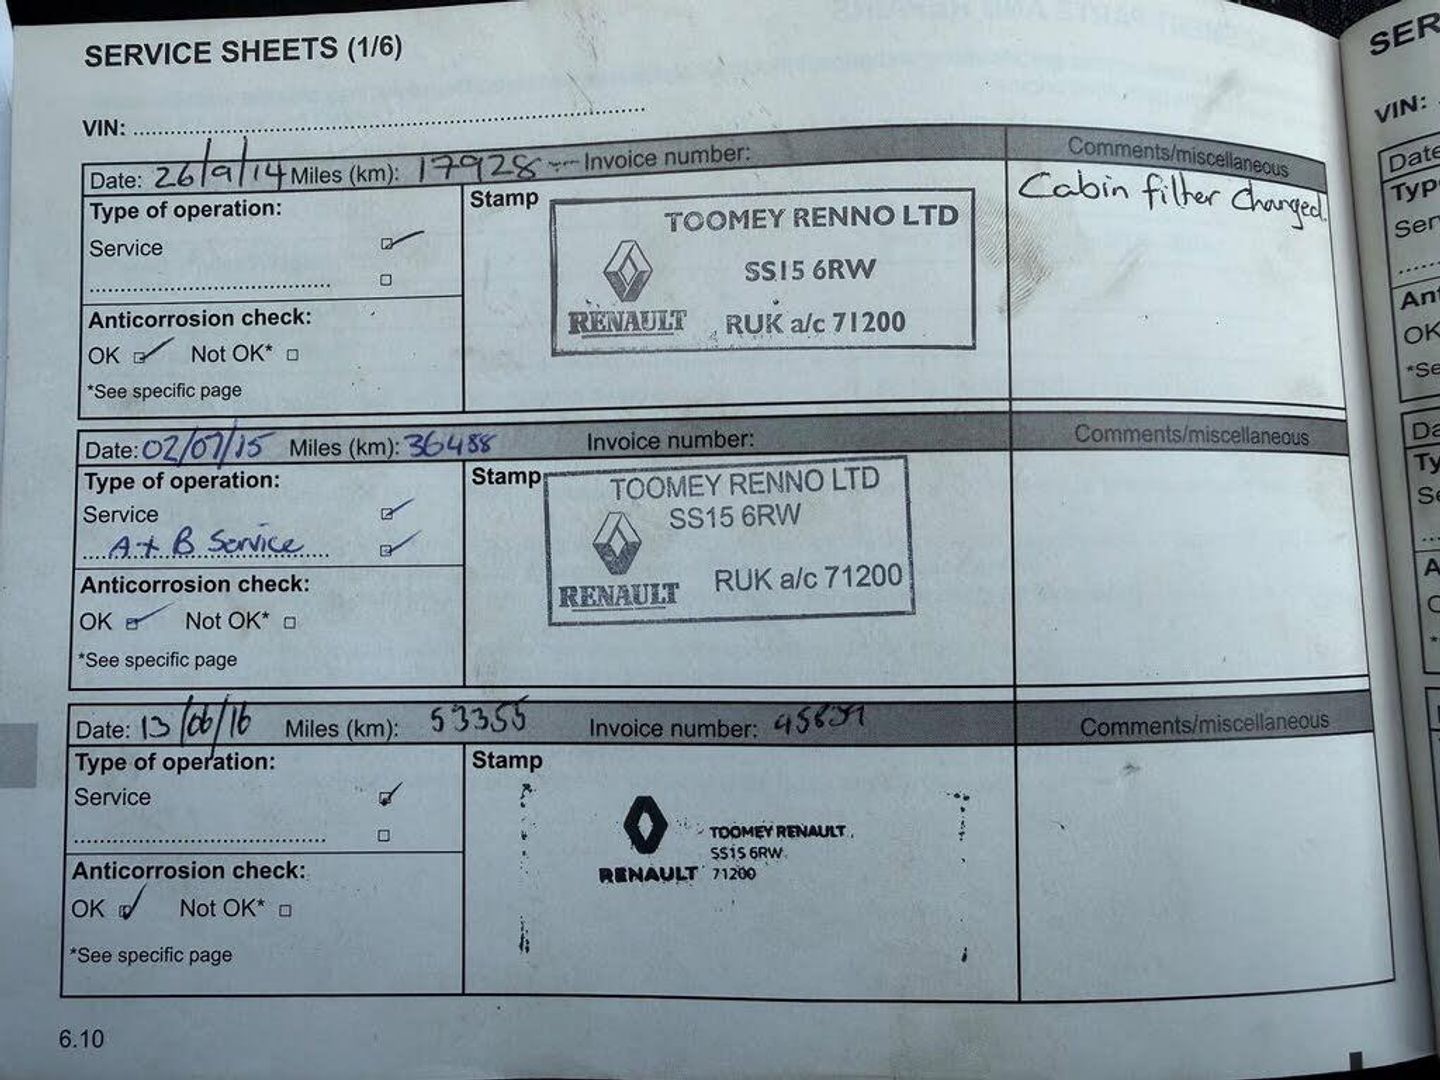 SERVICE SHEETS (1/6)
VIN:
Date: 26/9/14 Miles (km): 17928 Invoice number:
Comments/miscellaneous
Type of operation:
Service
Anticorrosion check:
OK Not OK*
*See specific page
Stamp
TOOMEY RENNO LTD
SS15 6RW
RENAULT RUK a/c 71200
Cabin filter changed.
Date: 02/07/15 Miles (km): 36488 Invoice number:
Comments/miscellaneous
Type of operation:
Service
A + B Service
Anticorrosion check:
OK Not OK*
*See specific page
Stamp
TOOMEY RENNO LTD
SS15 6RW
RENAULT RUK a/c 71200
Date: 13/06/16 Miles (km): 53355 Invoice number:
Comments/miscellaneous
Type of operation:
Service
Anticorrosion check:
OK Not OK*
*See specific page
Stamp
TOOMEY RENAULT
SS15 6RW
RENAULT 71200
6.10
SER
VIN:
Date